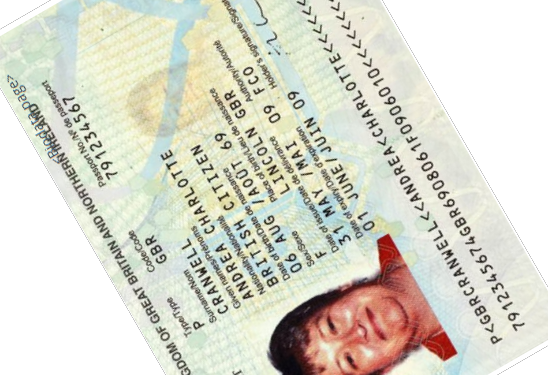 GDOM OF GREAT BRITAIN AND NORTHERN IRELAND
Type/Type
Code/Code
Passport No./No de passeport
P
GBR
791234567
Surname/Nom
CRANWELL
Given names/Prénoms
ANDREA CHARLOTTE
Nationality/Nationalité
BRITISH CITIZEN
Date of birth/Date de naissance
06 AUG /AOUT 69
Sex/Sexe
Place of birth/Lieu de naissance
F
LINCOLN GBR
Date of issue/Date de délivrance
Authority/Autorité
31 MAY /MAI 09
FCO
Date of expiry/Date d'expiration
Holder's signature/Signat
01 JUNE/JUIN 09
P<GBRCRANWELL<<ANDREA<CHARLOTTE<<<<<<<<
7912345674GBR6908061F0906010<<<<<<<<